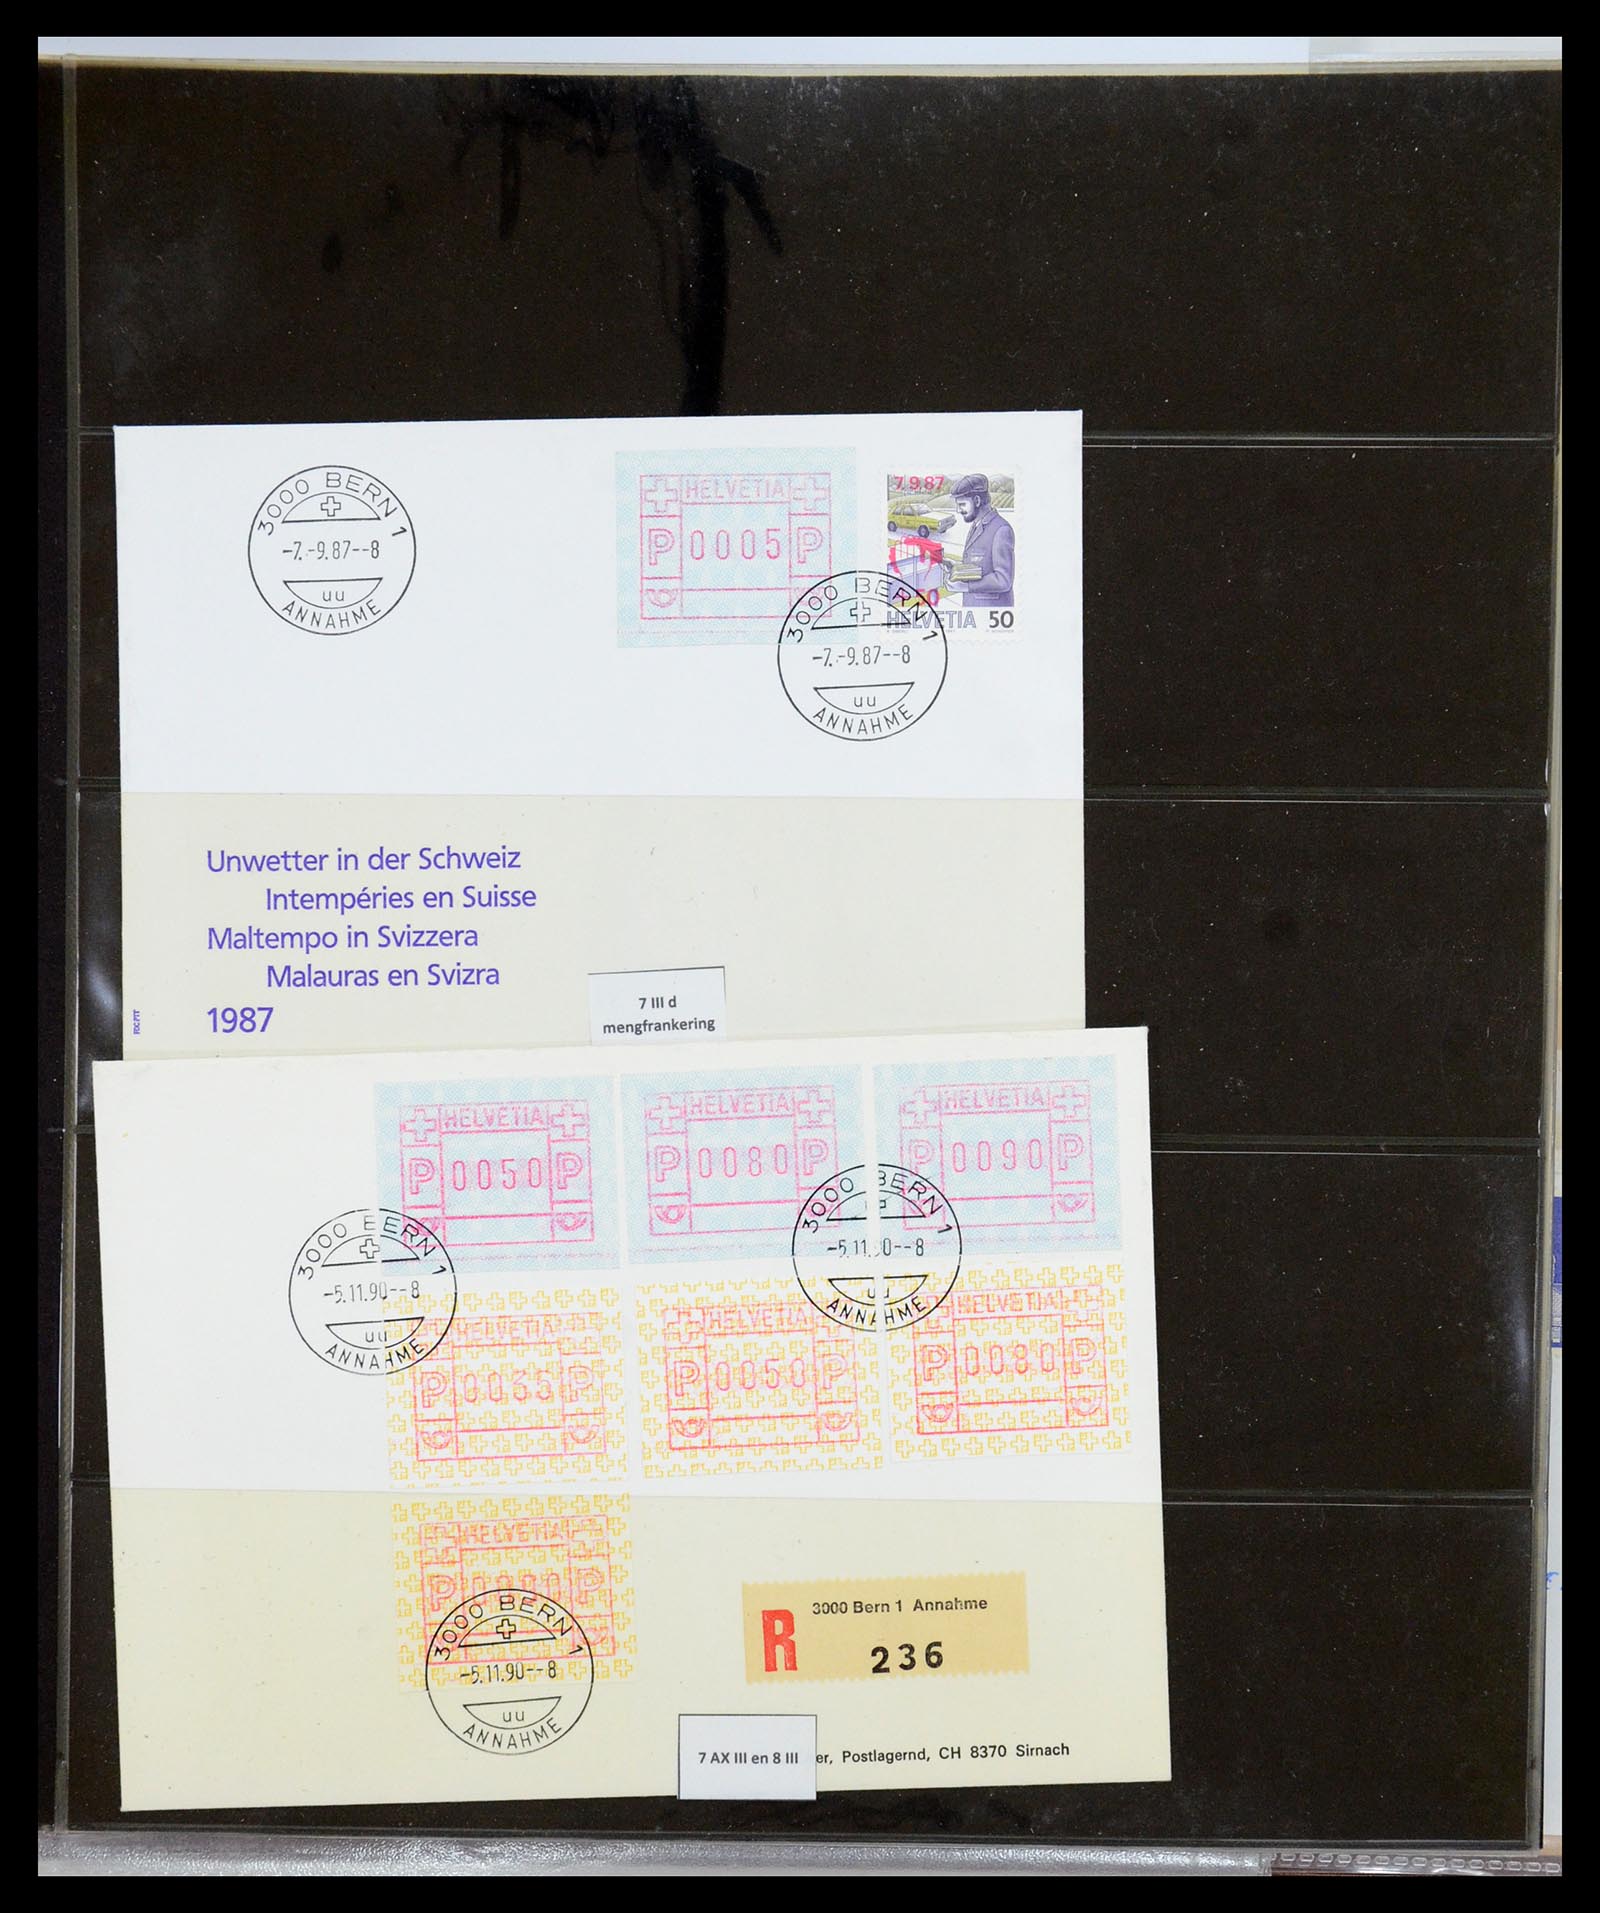 3000 BERN 1
-7.-9.87--8
uu
ANNAHME
HELVETIA
P 0005 P
7.9.87
50
HELVETIA 50
3000 BERN 1
-7.-9.87--8
uu
ANNAHME
Unwetter in der Schweiz
Intempéries en Suisse
Maltempo in Svizzera
Malauras en Svizra
1987
FDC PTT
7 III d
mengfrankering
HELVETIA
P 0050 P
HELVETIA
P 0080 P
HELVETIA
P 0090 P
3000 BERN 1
-5.11.90--8
uu
ANNAHME
3000 BERN 1
-5.11.90--8
uu
ANNAHME
HELVETIA
P 0035 P
HELVETIA
P 0050 P
HELVETIA
P 0080 P
HELVETIA
P P
3000 BERN 1
-5.11.90--8
uu
ANNAHME
R 3000 Bern 1 Annahme
236
7 AX III en 8 III
er, Postlagernd, CH 8370 Sirnach